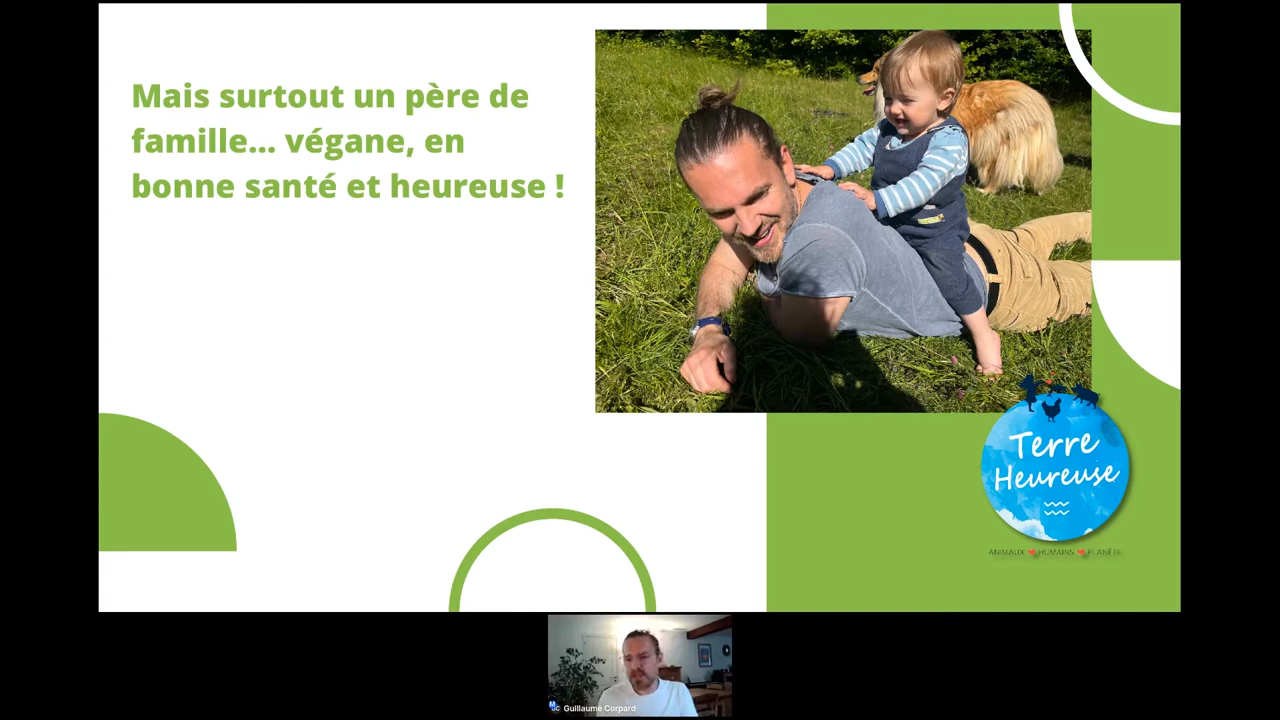 Mais surtout un père de
famille... végane, en
bonne santé et heureuse !
Terre
Heureuse
ANIMAUX HUMAINS PLANÈTE
Guillaume Corpard